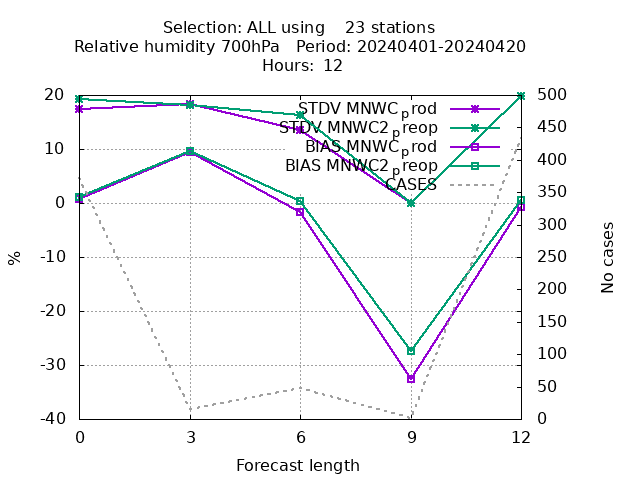 Selection: ALL using    23 stations
Relative humidity 700hPa   Period: 20240401-20240420
Hours:  12
STDV MNWC_prod
STDV MNWC2_preop
BIAS MNWC_prod
BIAS MNWC2_preop
CASES
20
10
0
-10
-20
-30
-40
%
500
450
400
350
300
250
200
150
100
50
0
No cases
0 3 6 9 12
Forecast length